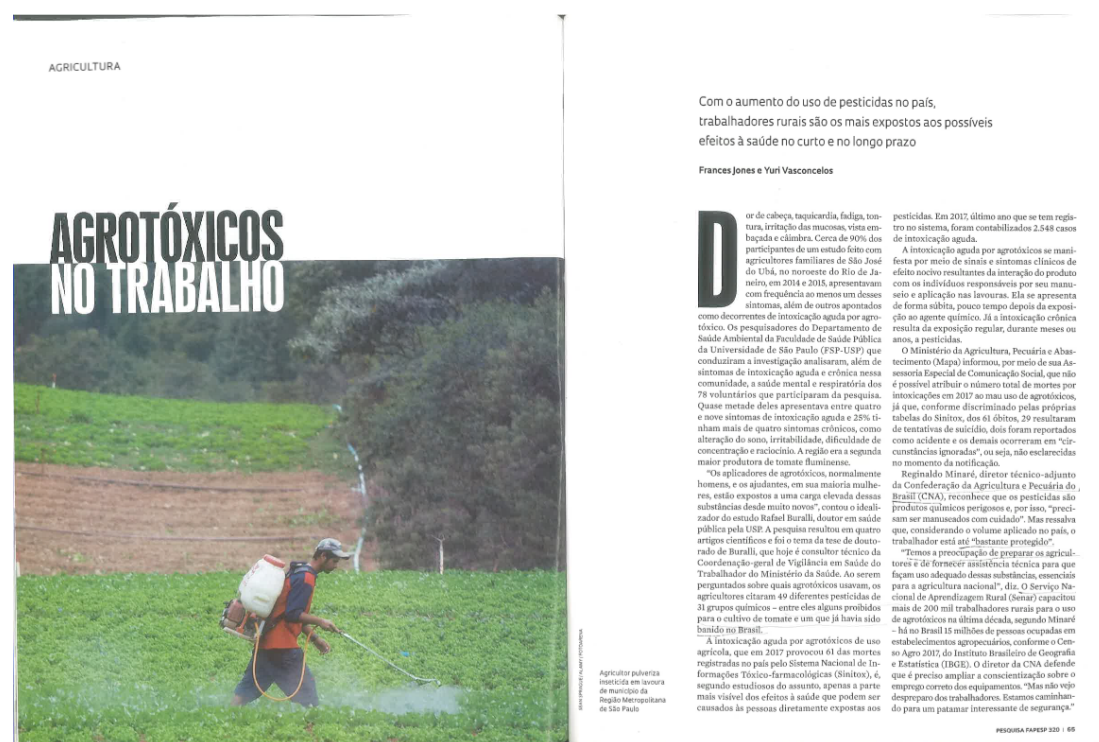 AGRICULTURA
AGROTÓXICOS
NO TRABALHO
Com o aumento do uso de pesticidas no país,
trabalhadores rurais são os mais expostos aos possíveis
efeitos à saúde no curto e no longo prazo
Frances Jones e Yuri Vasconcelos
Dor de cabeça, taquicardia, fadiga, ton-
tura, irritação das mucosas, vista em-
baçada e câimbra. Cerca de 90% dos
participantes de um estudo feito com
agricultores familiares de São José
do Ubá, no noroeste do Rio de Ja-
neiro, em 2014 e 2015, apresentavam
com frequência ao menos um desses
sintomas, além de outros apontados
como decorrentes de intoxicação aguda por agro-
tóxico. Os pesquisadores do Departamento de
Saúde Ambiental da Faculdade de Saúde Pública
da Universidade de São Paulo (FSP-USP) que
conduziram a investigação analisaram, além de
sintomas de intoxicação aguda e crônica nessa
comunidade, a saúde mental e respiratória dos
78 voluntários que participaram da pesquisa.
Quase metade deles apresentava entre quatro
e nove sintomas de intoxicação aguda e 25% ti-
nham mais de quatro sintomas crônicos, como
alteração do sono, irritabilidade, dificuldade de
concentração e raciocínio. A região era a segunda
maior produtora de tomate fluminense.
"Os aplicadores de agrotóxicos, normalmente
homens, e os ajudantes, em sua maioria mulhe-
res, estão expostos a uma carga elevada dessas
substâncias desde muito novos", contou o ideali-
zador do estudo Rafael Buralli, doutor em saúde
pública pela USP. A pesquisa resultou em quatro
artigos científicos e foi o tema da tese de douto-
rado de Buralli, que hoje é consultor técnico da
Coordenação-geral de Vigilância em Saúde do
Trabalhador do Ministério da Saúde. Ao serem
perguntados sobre quais agrotóxicos usavam, os
agricultores citaram 49 diferentes pesticidas de
31 grupos químicos – entre eles alguns proibidos
para o cultivo de tomate e um que já havia sido
banido no Brasil.
A intoxicação aguda por agrotóxicos de uso
agrícola, que em 2017 provocou 61 das mortes
registradas no país pelo Sistema Nacional de In-
formações Tóxico-farmacológicas (Sinitox), é,
segundo estudiosos do assunto, apenas a parte
mais visível dos efeitos à saúde que podem ser
causados às pessoas diretamente expostas aos
pesticidas. Em 2017, último ano que se tem regis-
tro no sistema, foram contabilizados 2.548 casos
de intoxicação aguda.
A intoxicação aguda por agrotóxicos se mani-
festa por meio de sinais e sintomas clínicos de
efeito nocivo resultantes da interação do produto
com os indivíduos responsáveis por seu manu-
seio e aplicação nas lavouras. Ela se apresenta
de forma súbita, pouco tempo depois da exposi-
ção ao agente químico. Já a intoxicação crônica
resulta da exposição regular, durante meses ou
anos, a pesticidas.
O Ministério da Agricultura, Pecuária e Abas-
tecimento (Mapa) informou, por meio de sua As-
sessoria Especial de Comunicação Social, que não
é possível atribuir o número total de mortes por
intoxicações em 2017 ao mau uso de agrotóxicos,
já que, conforme discriminado pelas próprias
tabelas do Sinitox, dos 61 óbitos, 29 resultaram
de tentativas de suicídio, dois foram reportados
como acidente e os demais ocorreram em "cir-
cunstâncias ignoradas", ou seja, não esclarecidas
no momento da notificação.
Reginaldo Minaré, diretor técnico-adjunto
da Confederação da Agricultura e Pecuária do
Brasil (CNA), reconhece que os pesticidas são
produtos químicos perigosos e, por isso, "preci-
sam ser manuseados com cuidado". Mas ressalva
que, considerando o volume aplicado no país, o
trabalhador está até "bastante protegido".
"Temos a preocupação de preparar os agricul-
tores e de fornecer assistência técnica para que
façam uso adequado dessas substâncias, essenciais
para a agricultura nacional", diz. O Serviço Na-
cional de Aprendizagem Rural (Senar) capacitou
mais de 200 mil trabalhadores rurais para o uso
de agrotóxicos na última década, segundo Minaré
– há no Brasil 15 milhões de pessoas ocupadas em
estabelecimentos agropecuários, conforme o Cen-
so Agro 2017, do Instituto Brasileiro de Geografia
e Estatística (IBGE). O diretor da CNA defende
que é preciso ampliar a conscientização sobre o
emprego correto dos equipamentos. "Mas não vejo
despreparo dos trabalhadores. Estamos caminhan-
do para um patamar interessante de segurança."
Agricultor pulveriza
inseticida em lavoura
de município da
Região Metropolitana
de São Paulo
PESQUISA FAPESP 320 | 65